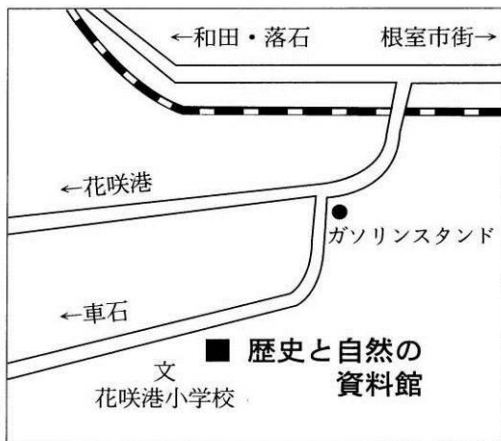 ←和田・落石
根室市街→
←花咲港
ガソリンスタンド
←車石
■ 歴史と自然の
資料館
文
花咲港小学校